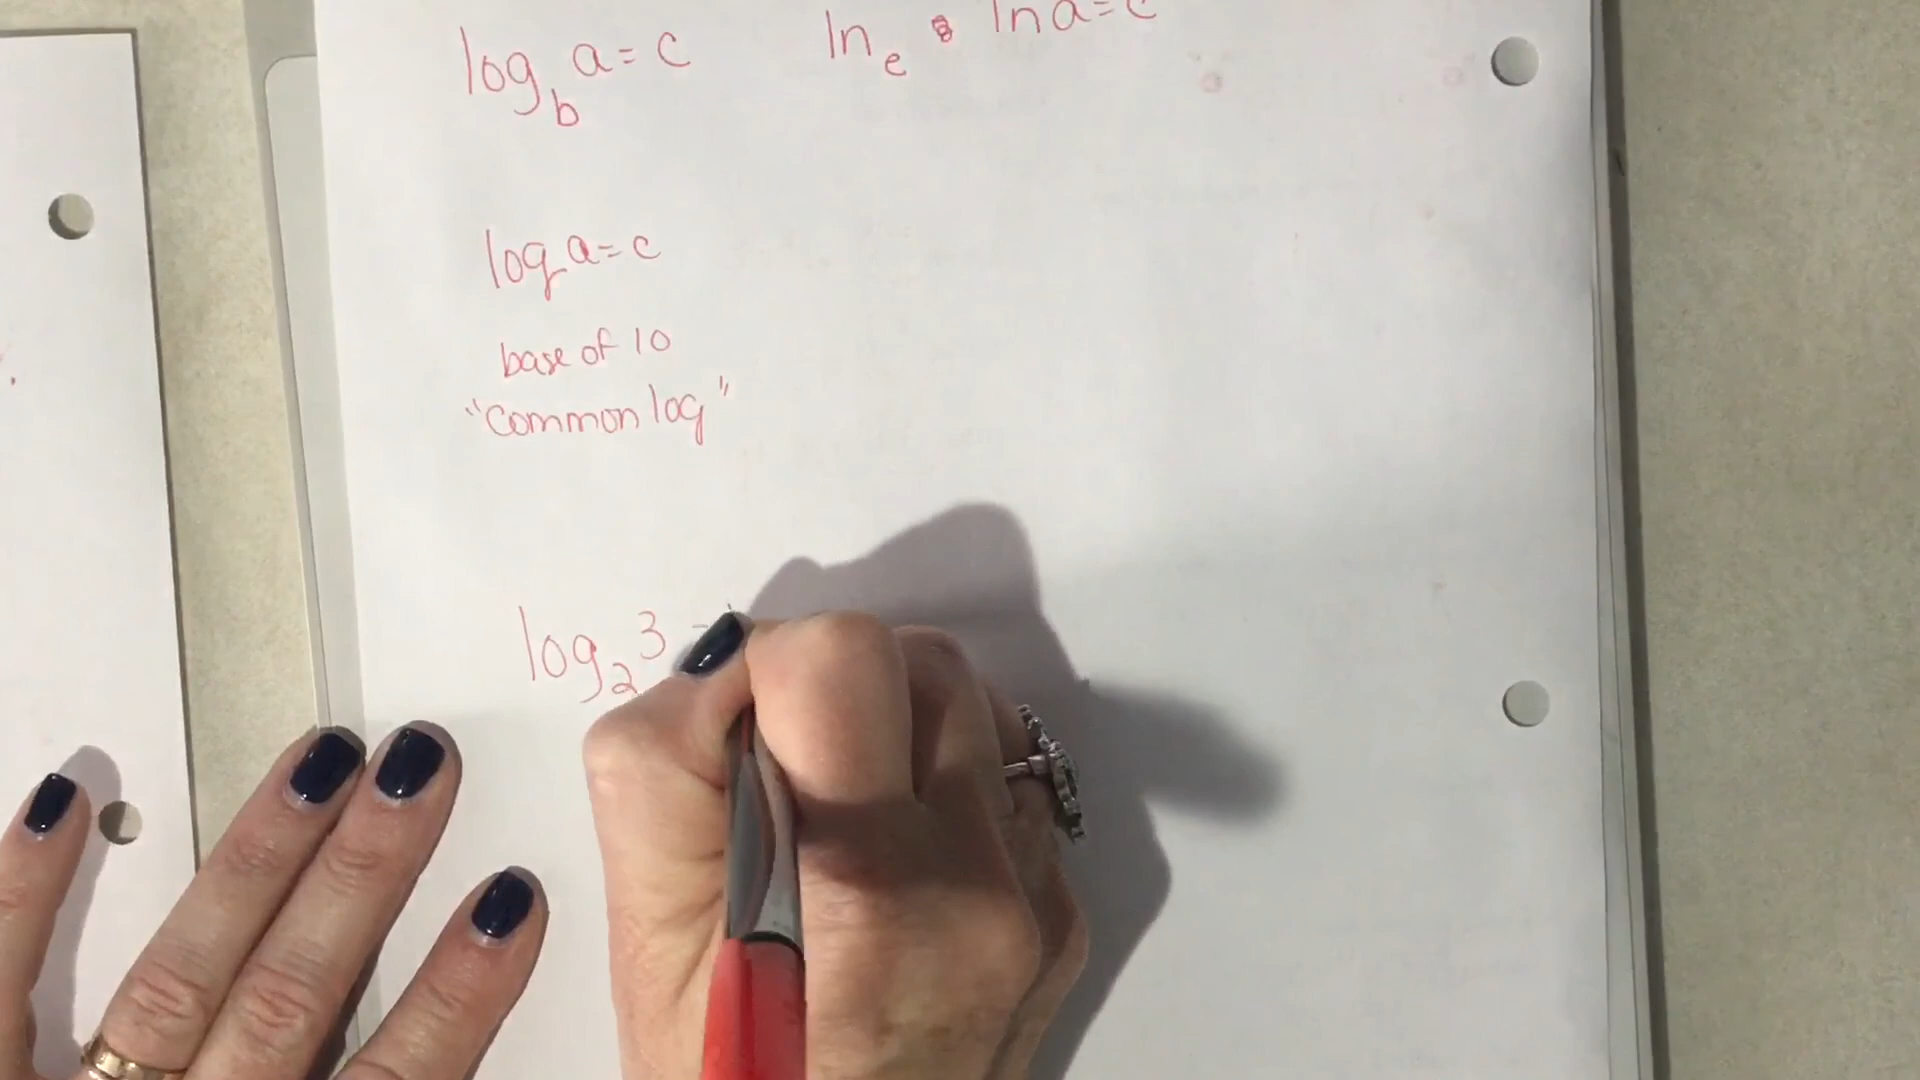 log_b a = c
ln_e ln a = c
log a = c
base of 10
"common log"
log_2 3